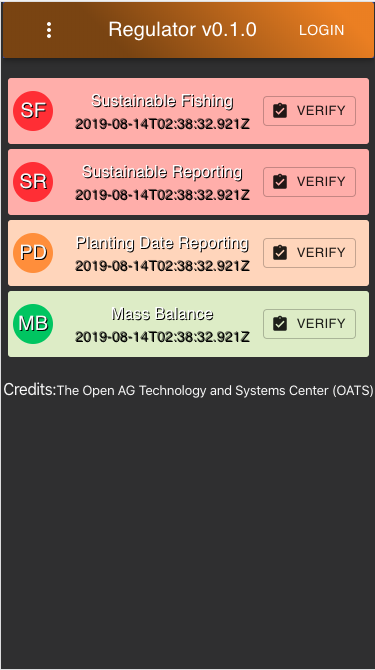 Regulator v0.1.0 LOGIN
SF Sustainable Fishing
2019-08-14T02:38:32.921Z VERIFY
SR Sustainable Reporting
2019-08-14T02:38:32.921Z VERIFY
PD Planting Date Reporting
2019-08-14T02:38:32.921Z VERIFY
MB Mass Balance
2019-08-14T02:38:32.921Z VERIFY
Credits:The Open AG Technology and Systems Center (OATS)